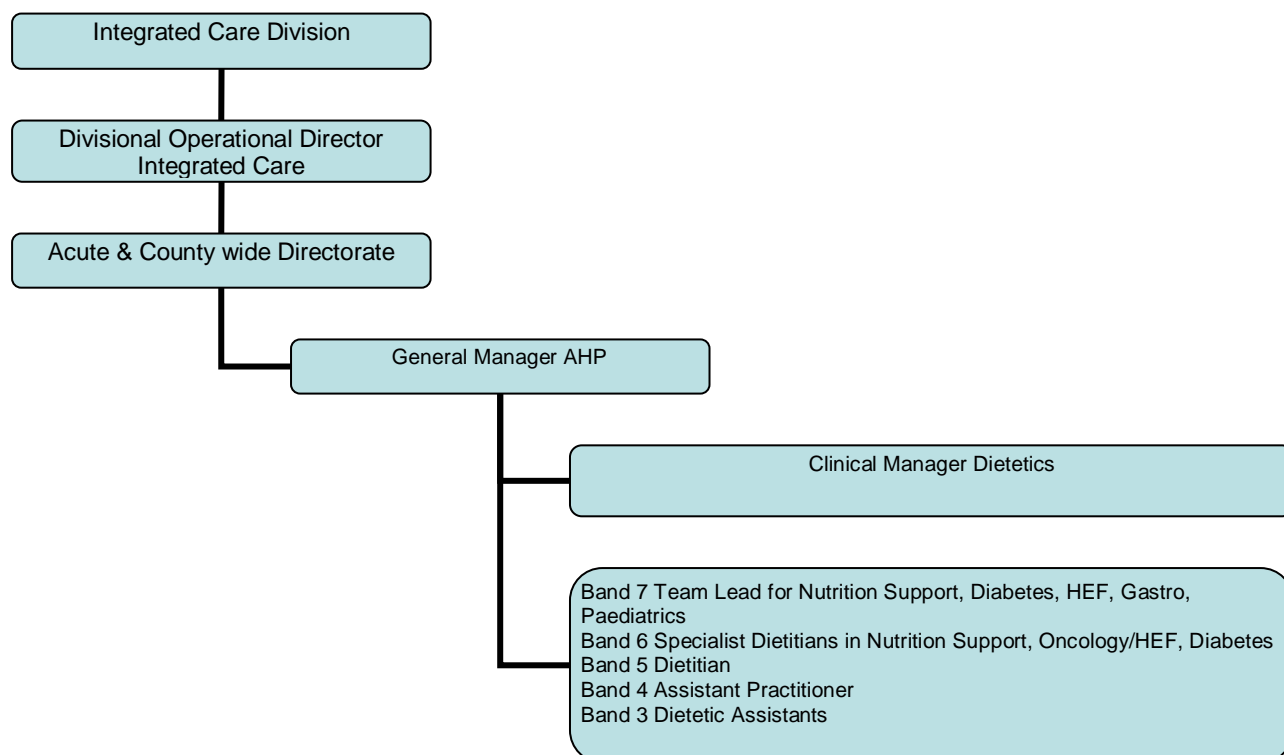 Integrated Care Division
Divisional Operational Director
Integrated Care
Acute & County wide Directorate
General Manager AHP
Clinical Manager Dietetics
Band 7 Team Lead for Nutrition Support, Diabetes, HEF, Gastro,
Paediatrics
Band 6 Specialist Dietitians in Nutrition Support, Oncology/HEF, Diabetes
Band 5 Dietitian
Band 4 Assistant Practitioner
Band 3 Dietetic Assistants